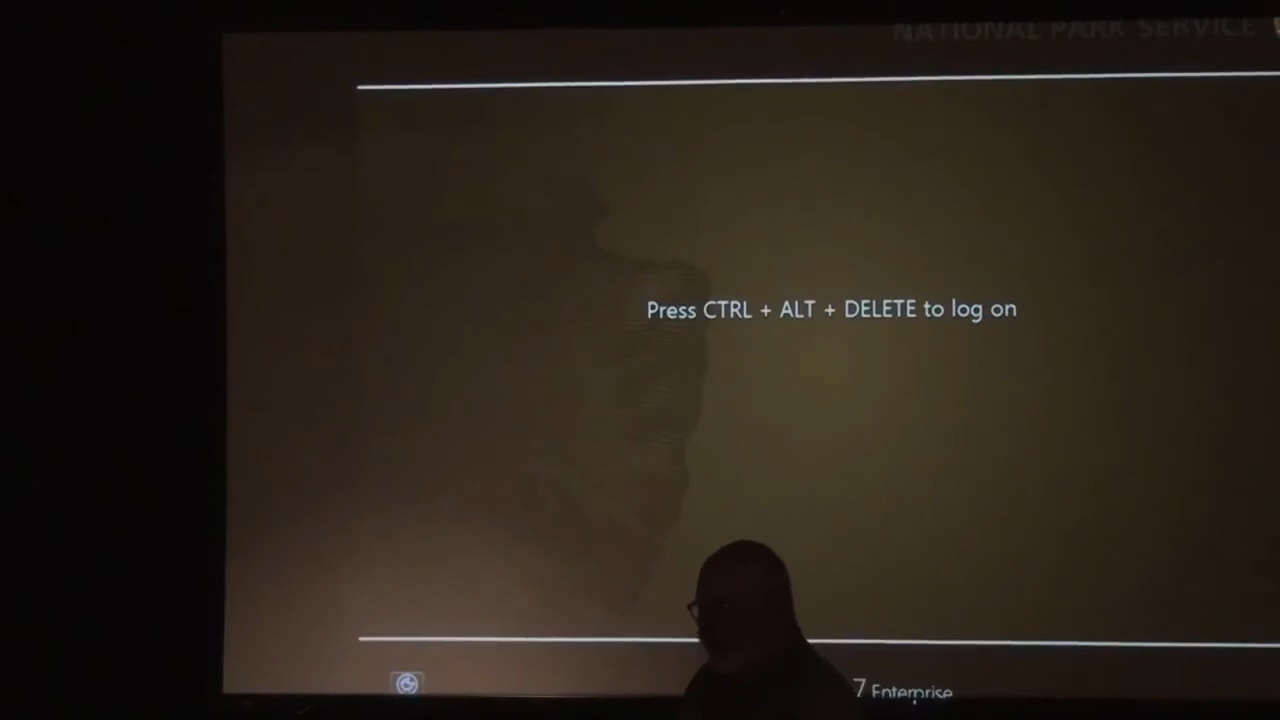 NATIONAL PARK SERVICE
Press CTRL + ALT + DELETE to log on
7 Enterprise